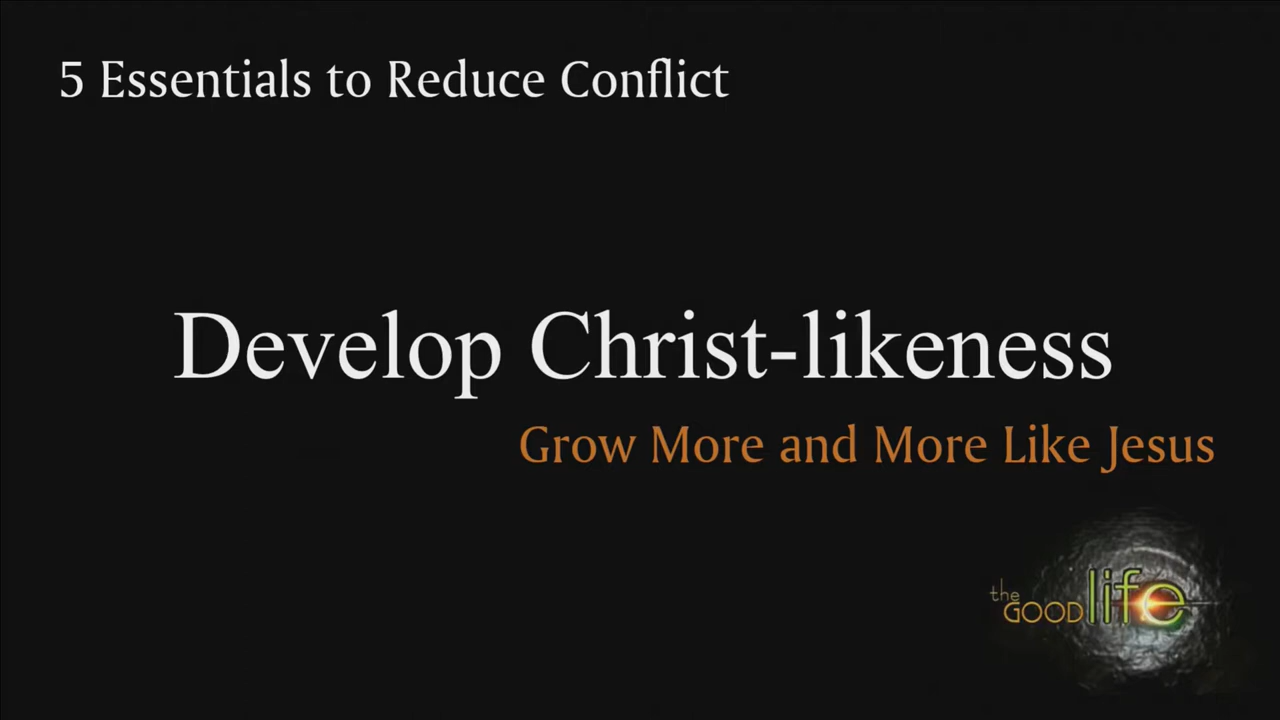 5 Essentials to Reduce Conflict
Develop Christ-likeness
Grow More and More Like Jesus
the
GOOD life